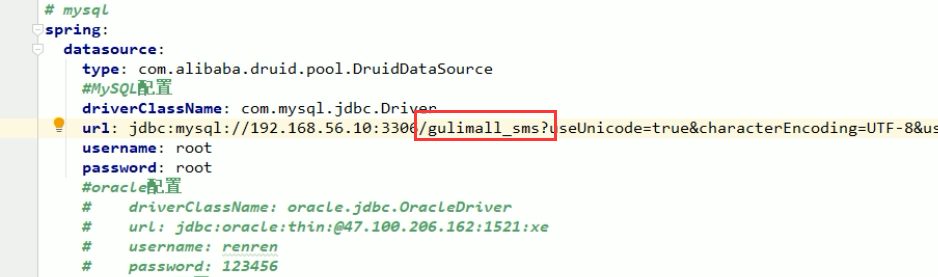 # mysql
spring:
datasource:
type: com.alibaba.druid.pool.DruidDataSource
#MySQL配置
driverClassName: com.mysql.jdbc.Driver
url: jdbc:mysql://192.168.56.10:3306/gulimall_sms?useUnicode=true&characterEncoding=UTF-8&us
username: root
password: root
#oracle配置
# driverClassName: oracle.jdbc.OracleDriver
# url: jdbc:oracle:thin:@47.100.206.162:1521:xe
# username: renren
# password: 123456